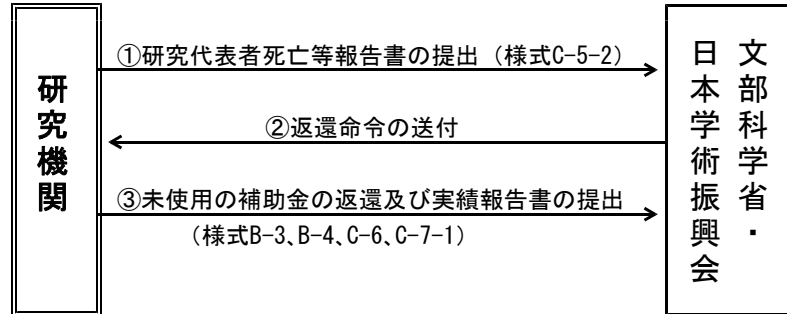 研究機関
①研究代表者死亡等報告書の提出（様式C-5-2）
②返還命令の送付
③未使用の補助金の返還及び実績報告書の提出
（様式B-3、B-4、C-6、C-7-1）
文部科学省・
日本学術振興会